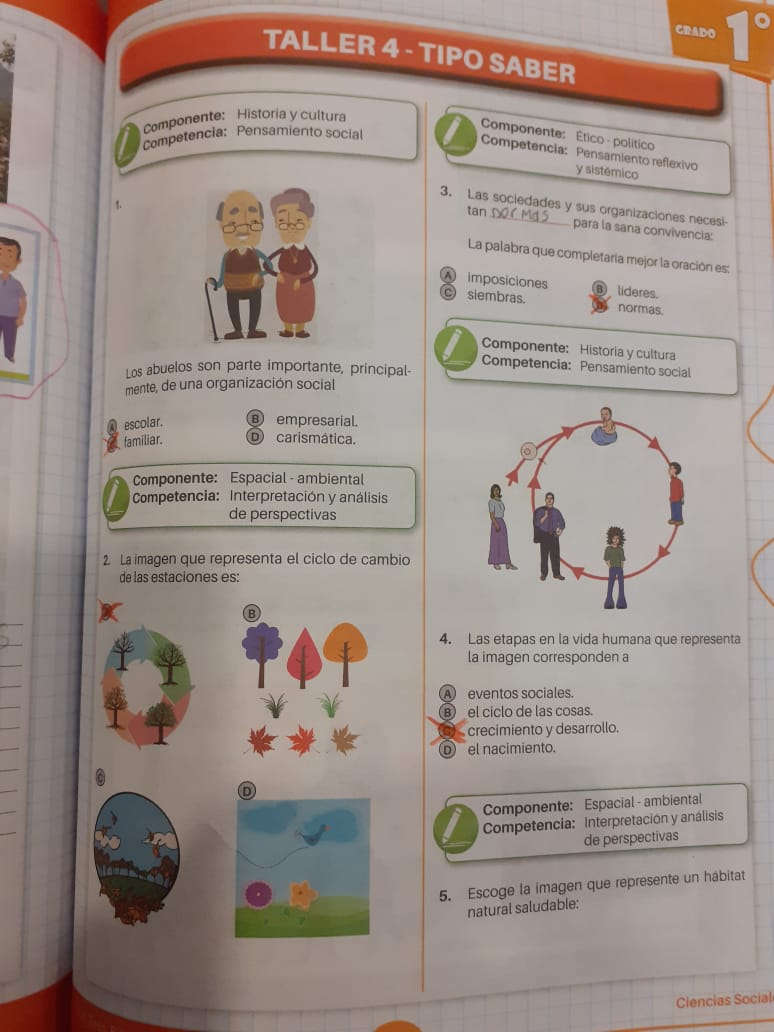 GRADO 1°
TALLER 4 - TIPO SABER
Componente: Historia y cultura
Competencia: Pensamiento social
1.
Los abuelos son parte importante, principal-
mente, de una organización social
A escolar.
B empresarial.
C familiar.
D carismática.
Componente: Espacial - ambiental
Competencia: Interpretación y análisis
de perspectivas
2. La imagen que representa el ciclo de cambio
de las estaciones es:
B
C
D
Componente: Ético - político
Competencia: Pensamiento reflexivo
y sistémico
3. Las sociedades y sus organizaciones necesi-
tan normas para la sana convivencia:
La palabra que completaría mejor la oración es:
A imposiciones
B líderes.
C siembras.
D normas.
Componente: Historia y cultura
Competencia: Pensamiento social
4. Las etapas en la vida humana que representa
la imagen corresponden a
A eventos sociales.
B el ciclo de las cosas.
C crecimiento y desarrollo.
D el nacimiento.
Componente: Espacial - ambiental
Competencia: Interpretación y análisis
de perspectivas
5. Escoge la imagen que represente un hábitat
natural saludable:
Ciencias Social